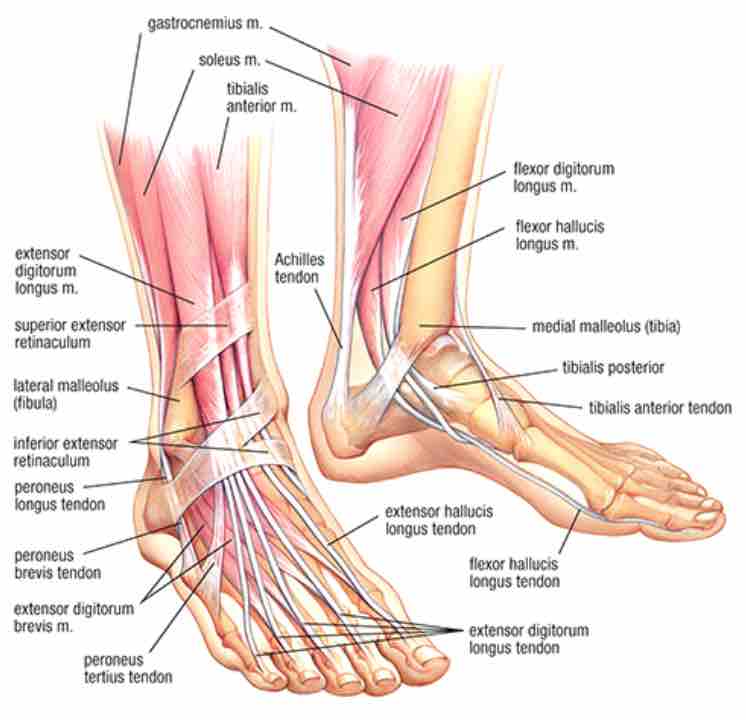 gastrocnemius m.
soleus m.
tibialis
anterior m.
extensor
digitorum
longus m.
superior extensor
retinaculum
lateral malleolus
(fibula)
inferior extensor
retinaculum
peroneus
longus tendon
peroneus
brevis tendon
extensor digitorum
brevis m.
peroneus
tertius tendon
Achilles
tendon
flexor digitorum
longus m.
flexor hallucis
longus m.
medial malleolus (tibia)
tibialis posterior
tibialis anterior tendon
extensor hallucis
longus tendon
flexor hallucis
longus tendon
extensor digitorum
longus tendon